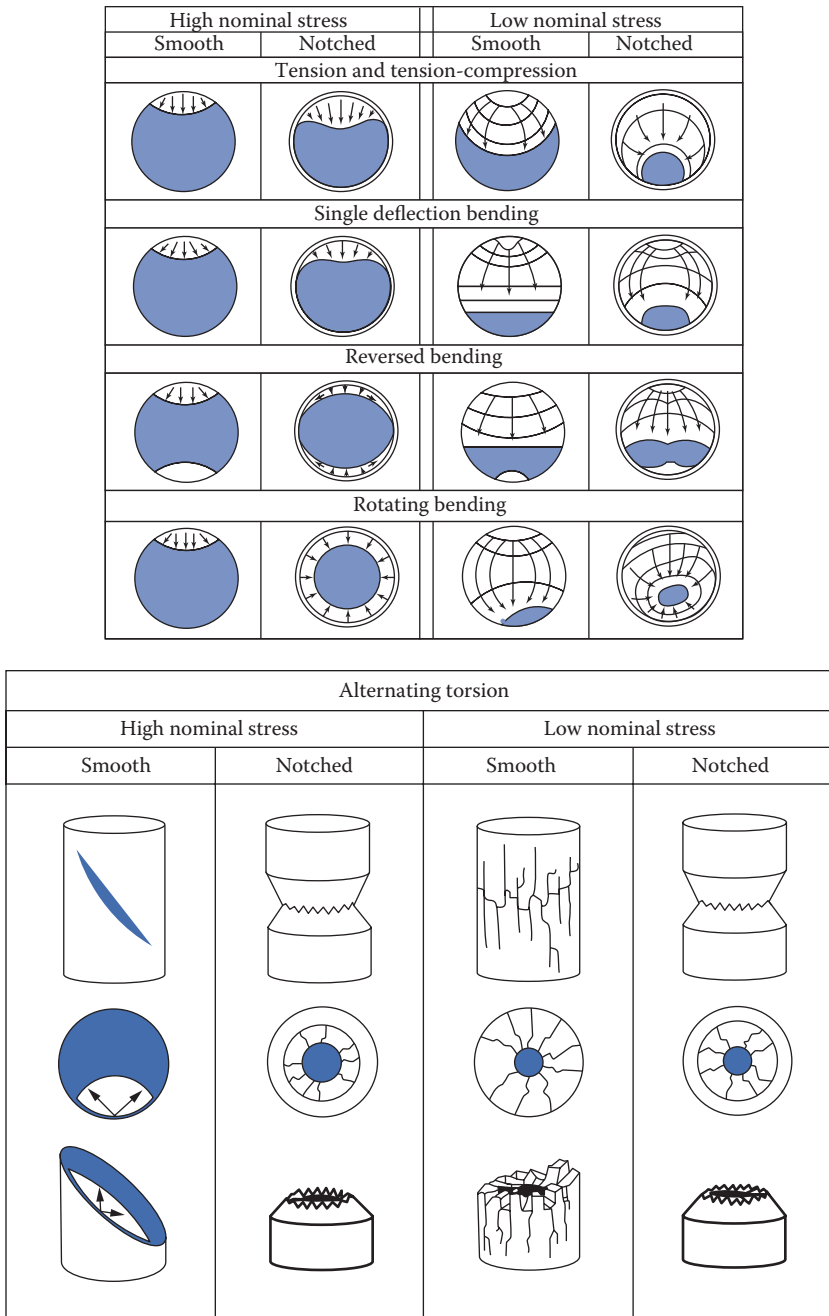 High nominal stress Low nominal stress
Smooth Notched Smooth Notched
Tension and tension-compression
Single deflection bending
Reversed bending
Rotating bending
Alternating torsion
High nominal stress Low nominal stress
Smooth Notched Smooth Notched